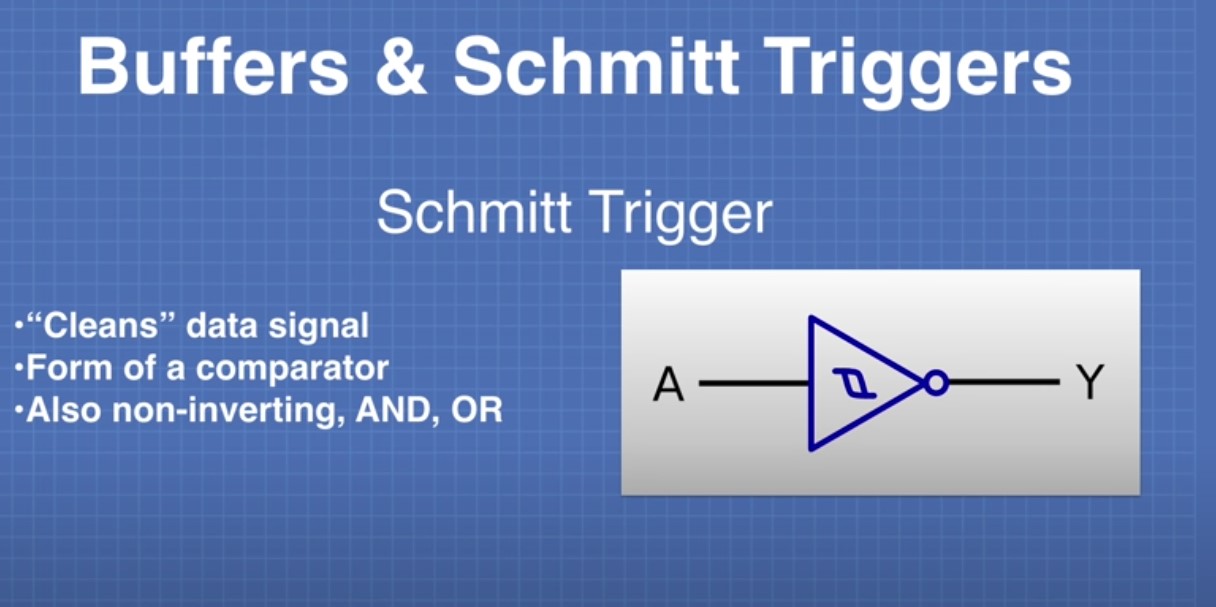 Buffers & Schmitt Triggers
Schmitt Trigger
•“Cleans” data signal
•Form of a comparator
•Also non-inverting, AND, OR
A Y